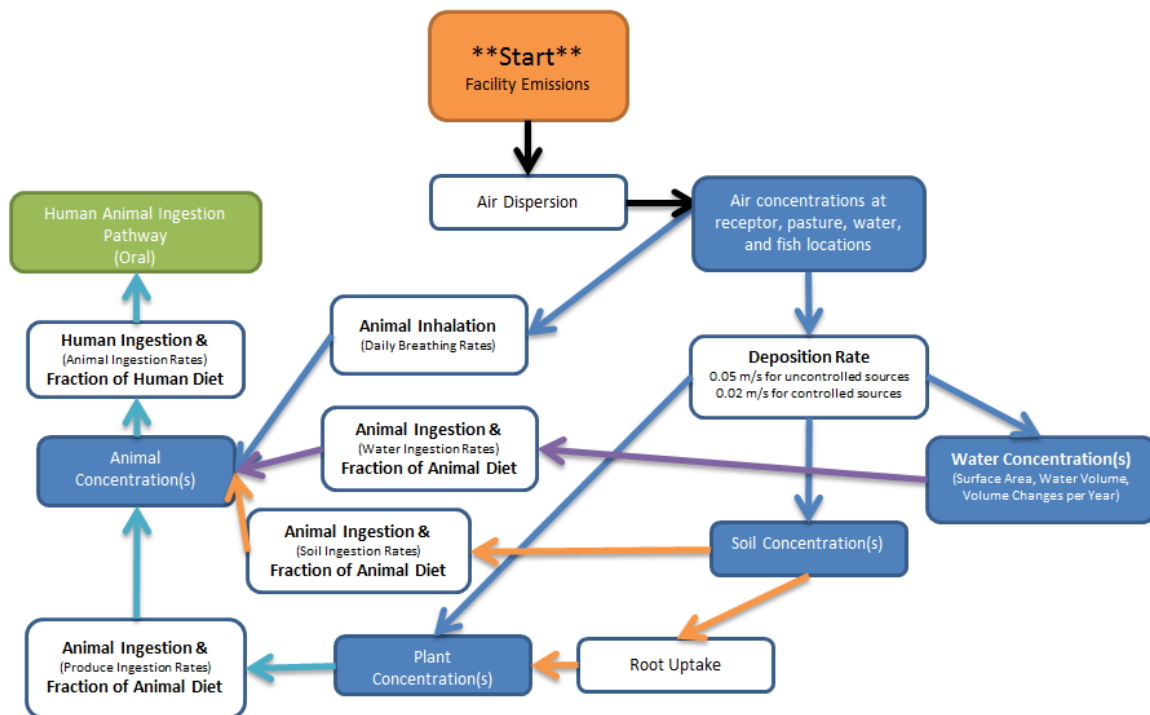 **Start**
Facility Emissions
Air Dispersion
Air concentrations at
receptor, pasture, water,
and fish locations
Human Animal Ingestion
Pathway
(Oral)
Human Ingestion &
(Animal Ingestion Rates)
Fraction of Human Diet
Animal Inhalation
(Daily Breathing Rates)
Deposition Rate
0.05 m/s for uncontrolled sources
0.02 m/s for controlled sources
Animal Ingestion &
(Water Ingestion Rates)
Fraction of Animal Diet
Animal
Concentration(s)
Water Concentration(s)
(Surface Area, Water Volume,
Volume Changes per Year)
Animal Ingestion &
(Soil Ingestion Rates)
Fraction of Animal Diet
Soil Concentration(s)
Animal Ingestion &
(Produce Ingestion Rates)
Fraction of Animal Diet
Plant
Concentration(s)
Root Uptake